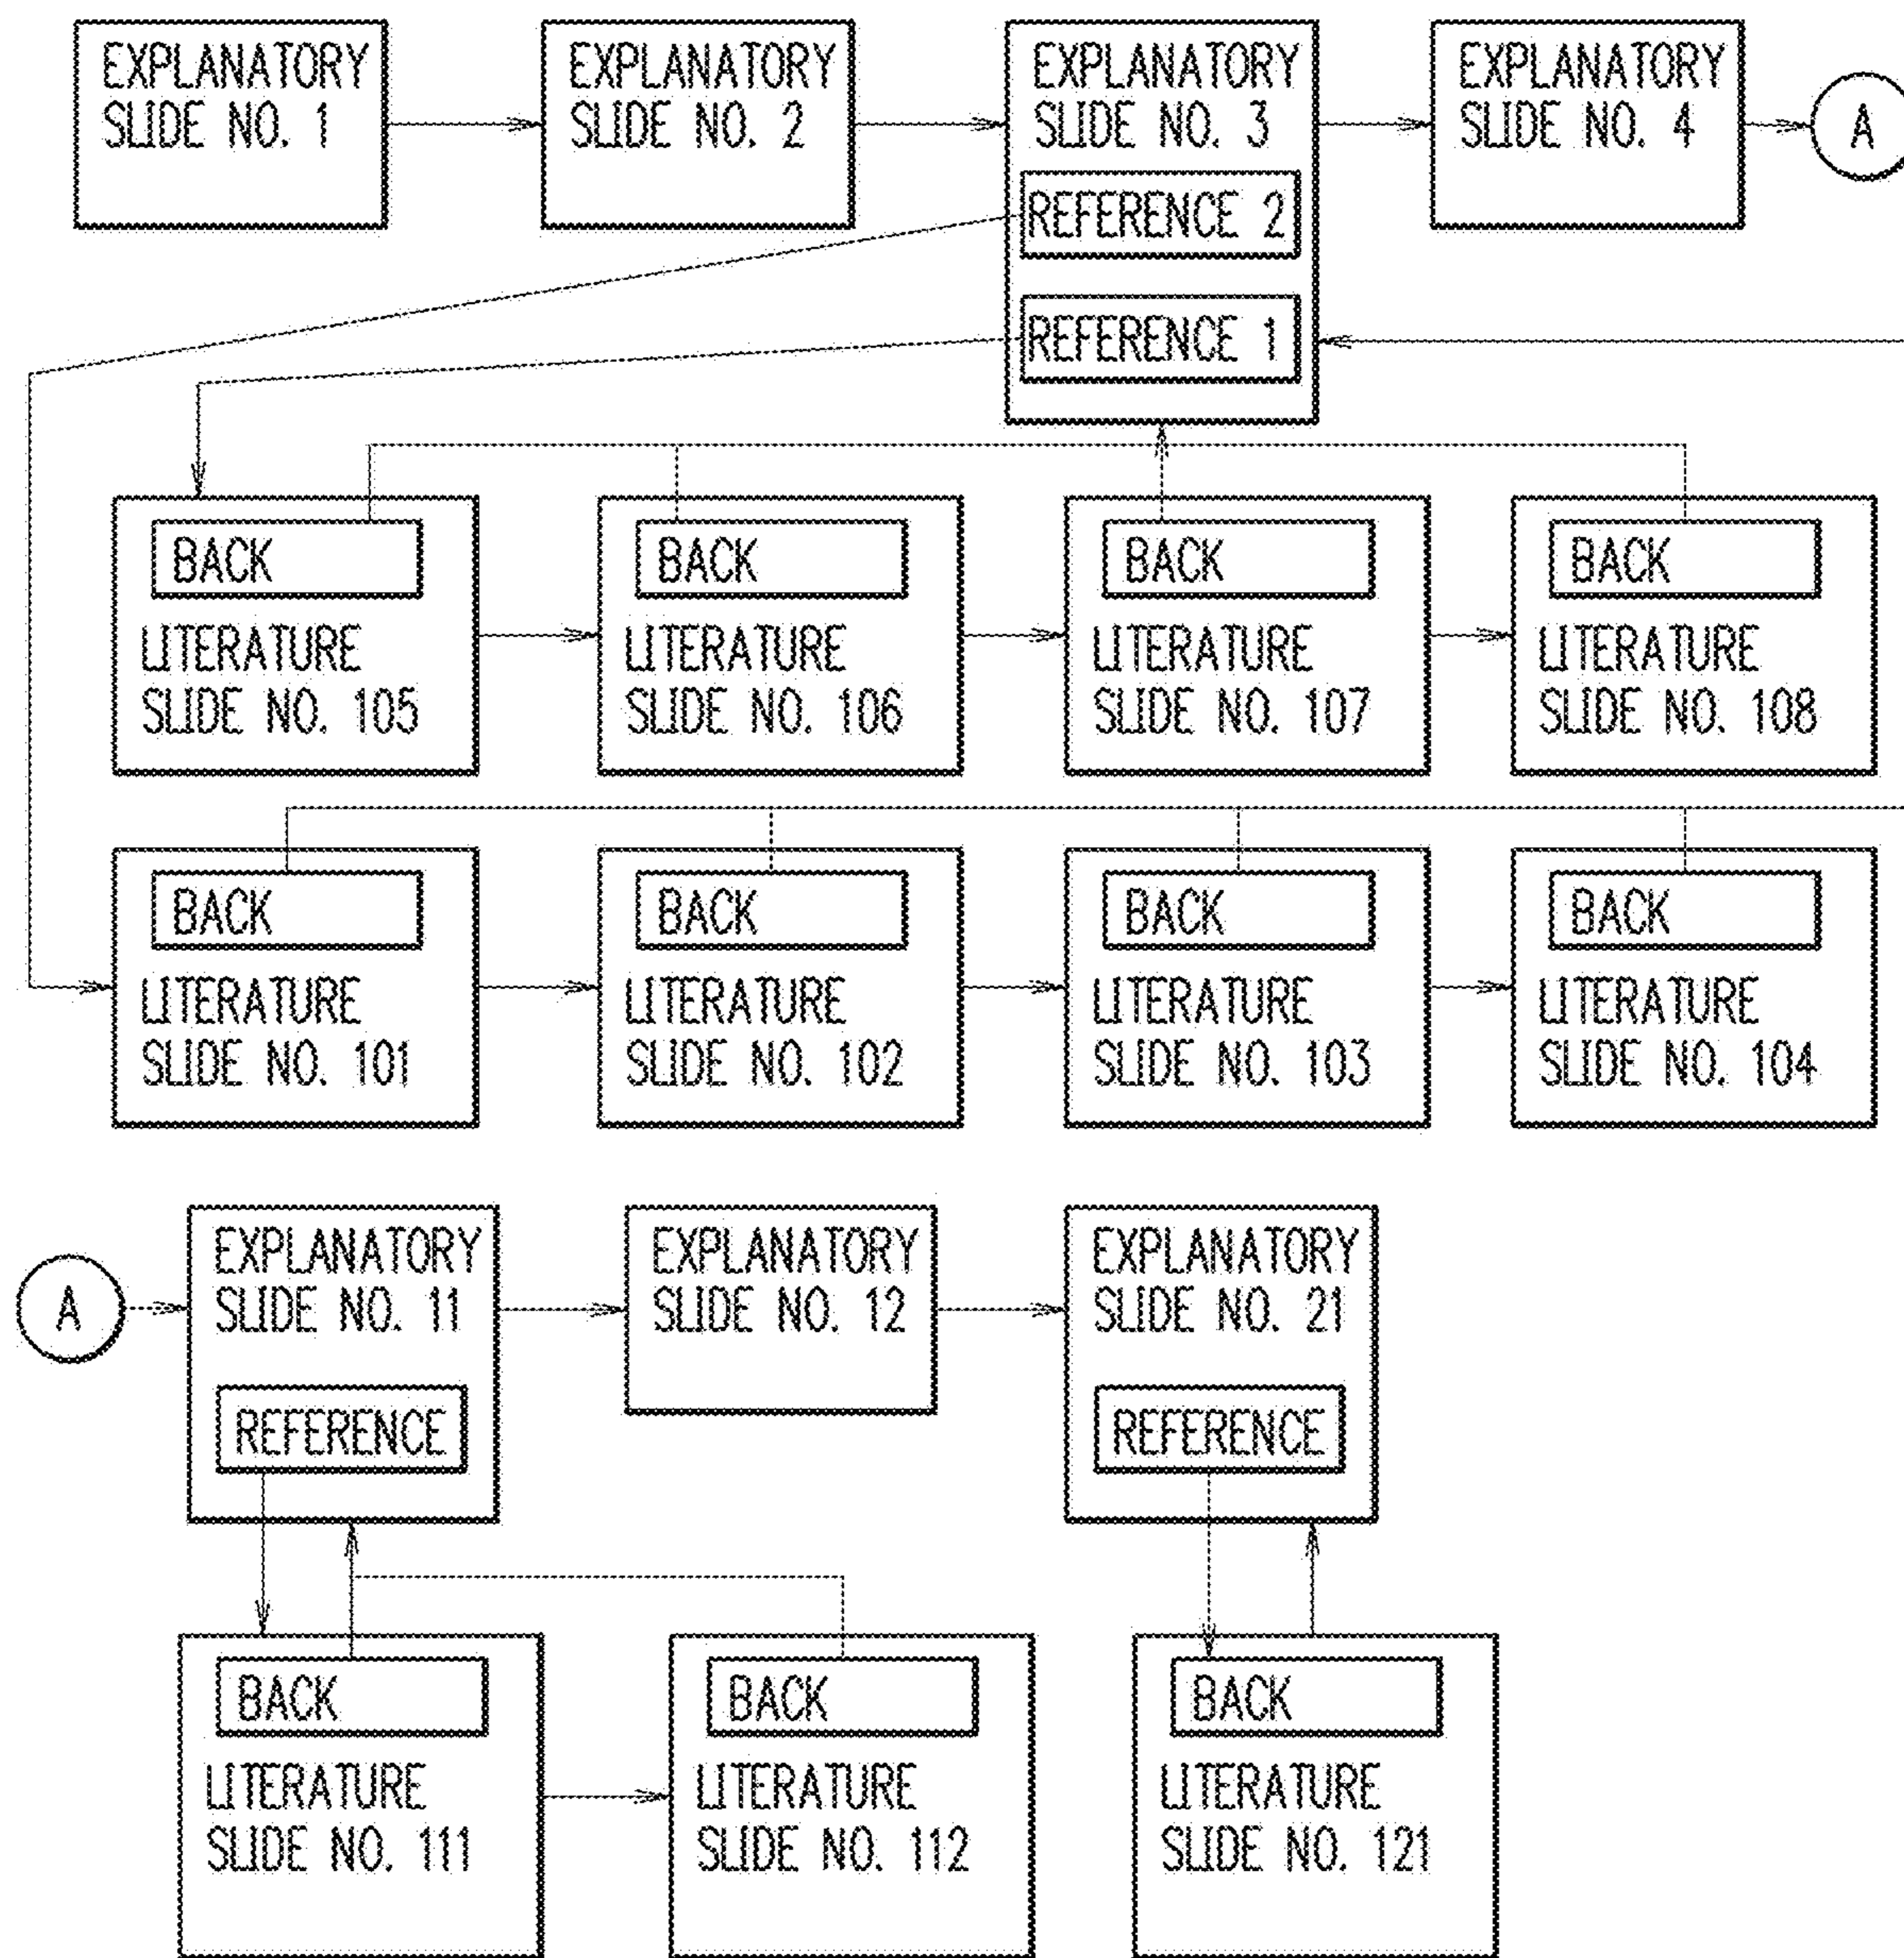 EXPLANATORY
SLIDE NO. 1
EXPLANATORY
SLIDE NO. 2
EXPLANATORY
SLIDE NO. 3
REFERENCE 2
REFERENCE 1
EXPLANATORY
SLIDE NO. 4
A
BACK
LITERATURE
SLIDE NO. 105
BACK
LITERATURE
SLIDE NO. 106
BACK
LITERATURE
SLIDE NO. 107
BACK
LITERATURE
SLIDE NO. 108
BACK
LITERATURE
SLIDE NO. 101
BACK
LITERATURE
SLIDE NO. 102
BACK
LITERATURE
SLIDE NO. 103
BACK
LITERATURE
SLIDE NO. 104
A
EXPLANATORY
SLIDE NO. 11
REFERENCE
EXPLANATORY
SLIDE NO. 12
EXPLANATORY
SLIDE NO. 21
REFERENCE
BACK
LITERATURE
SLIDE NO. 111
BACK
LITERATURE
SLIDE NO. 112
BACK
LITERATURE
SLIDE NO. 121